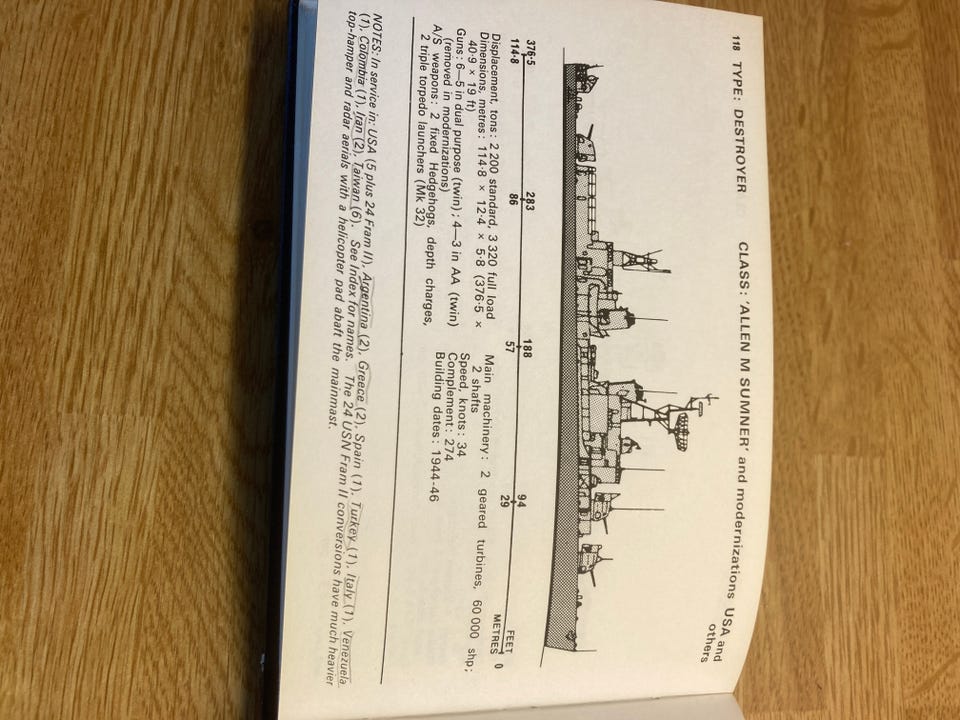 118 TYPE: DESTROYER CLASS: 'ALLEN M SUMNER' and modernizations USA and
others
376·5 283 188 94 FEET 0
114·8 86 57 29 METRES
Displacement, tons: 2 200 standard, 3 320 full load
Dimensions, metres: 114·8 × 12·4 × 5·8 (376·5 ×
40·9 × 19 ft)
Guns: 6—5 in dual purpose (twin); 4—3 in AA (twin)
(removed in modernizations)
A/S weapons: 2 fixed Hedgehogs, depth charges,
2 triple torpedo launchers (Mk 32)
Main machinery: 2 geared turbines, 60 000 shp;
2 shafts
Speed, knots: 34
Complement: 274
Building dates: 1944-46
NOTES: In service in: USA (5 plus 24 Fram II), Argentina (2), Greece (2), Spain (1), Turkey (1), Italy (1), Venezuela
(1), Colombia (1), Iran (2), Taiwan (6). See Index for names. The 24 USN Fram II conversions have much heavier
top-hamper and radar aerials with a helicopter pad abaft the mainmast.